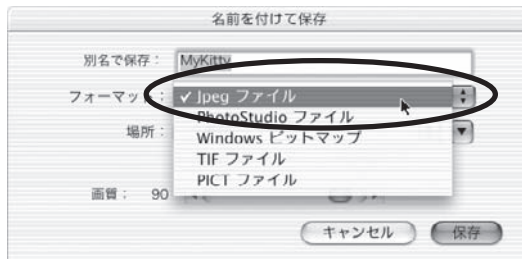 名前を付けて保存
別名で保存： MyKitty
フォーマット： ✓ Jpeg ファイル
PhotoStudio ファイル
場所：
Windows ビットマップ
TIF ファイル
PICT ファイル
画質： 90
キャンセル 保存